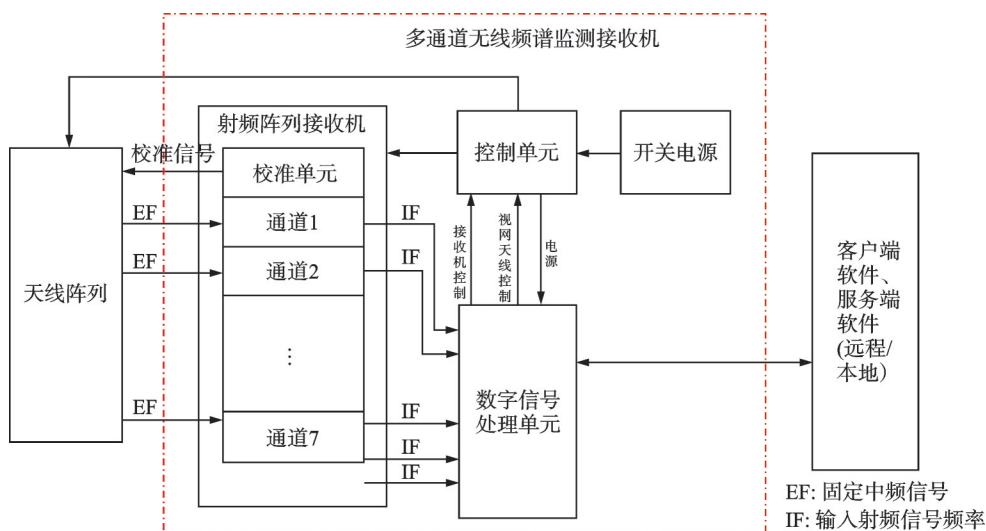 多通道无线频谱监测接收机
射频阵列接收机
控制单元
开关电源
校准信号
校准单元
EF
通道1
IF
EF
通道2
IF
天线阵列
⋮
EF
通道7
IF
IF
IF
接收机控制
视网天线控制
电源
数字信号
处理单元
客户端
软件、
服务端
软件
(远程/
本地)
EF: 固定中频信号
IF: 输入射频信号频率